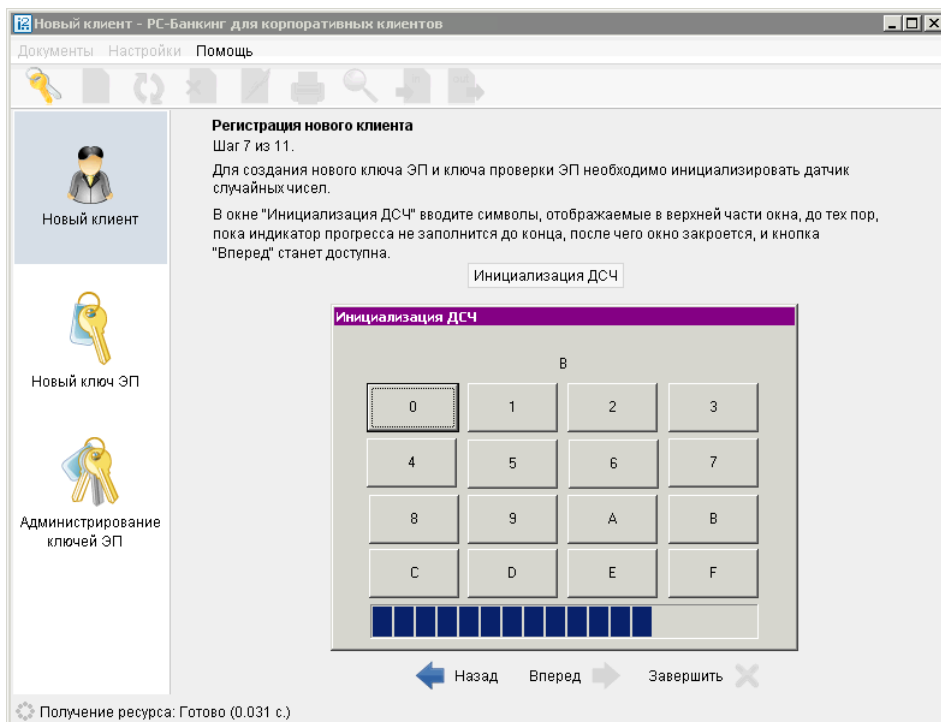 Новый клиент - РС-Банкинг для корпоративных клиентов
Документы Настройки Помощь
Регистрация нового клиента
Шаг 7 из 11.
Для создания нового ключа ЭП и ключа проверки ЭП необходимо инициализировать датчик
случайных чисел.
В окне "Инициализация ДСЧ" вводите символы, отображаемые в верхней части окна, до тех пор,
пока индикатор прогресса не заполнится до конца, после чего окно закроется, и кнопка
"Вперед" станет доступна.
Инициализация ДСЧ
Новый клиент
Новый ключ ЭП
Администрирование
ключей ЭП
Инициализация ДСЧ
B
0 1 2 3
4 5 6 7
8 9 A B
C D E F
Назад Вперед Завершить
Получение ресурса: Готово (0.031 с.)